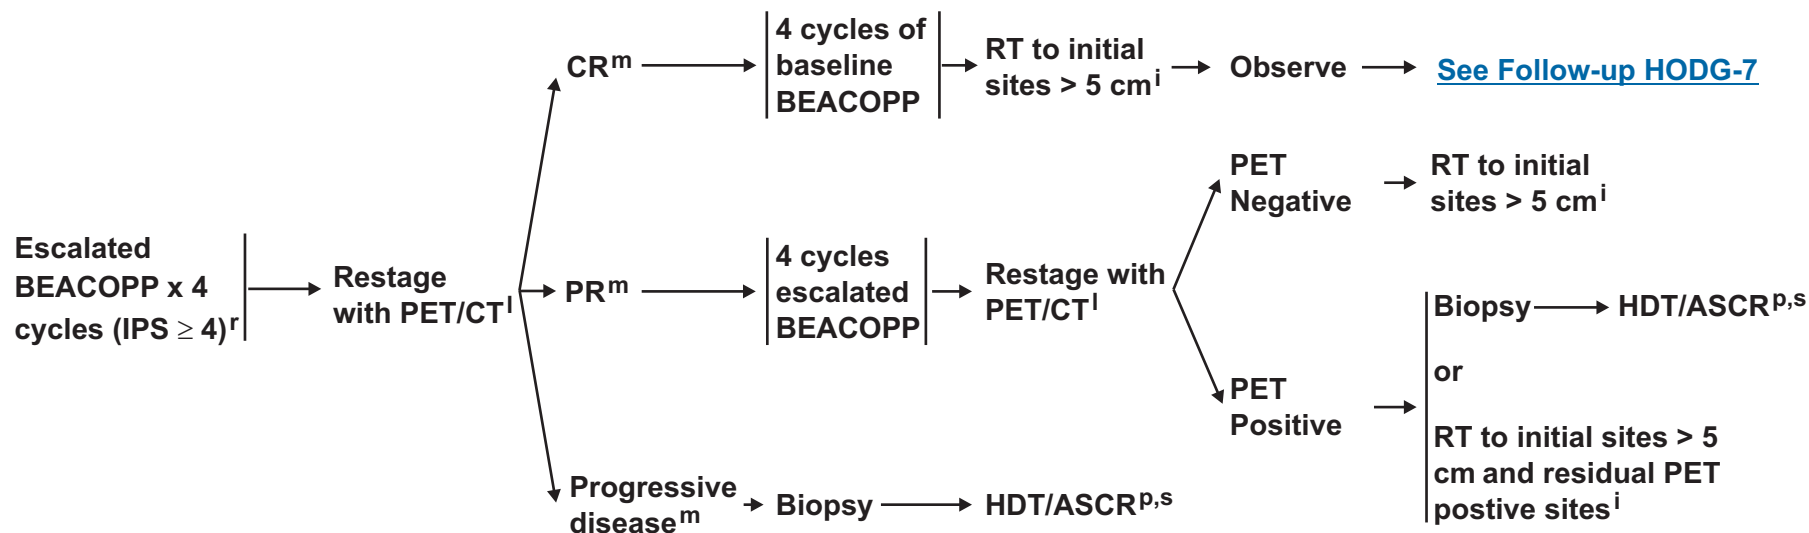 Escalated
BEACOPP x 4
cycles (IPS ≥ 4)r
Restage
with PET/CTl
CRm
4 cycles of
baseline
BEACOPP
RT to initial
sites > 5 cmi
Observe
See Follow-up HODG-7
PRm
4 cycles
escalated
BEACOPP
Restage with
PET/CTl
PET
Negative
RT to initial
sites > 5 cmi
PET
Positive
Biopsy
HDT/ASCRp,s
or
RT to initial sites > 5
cm and residual PET
postive sitesi
Progressive
diseasem
Biopsy
HDT/ASCRp,s